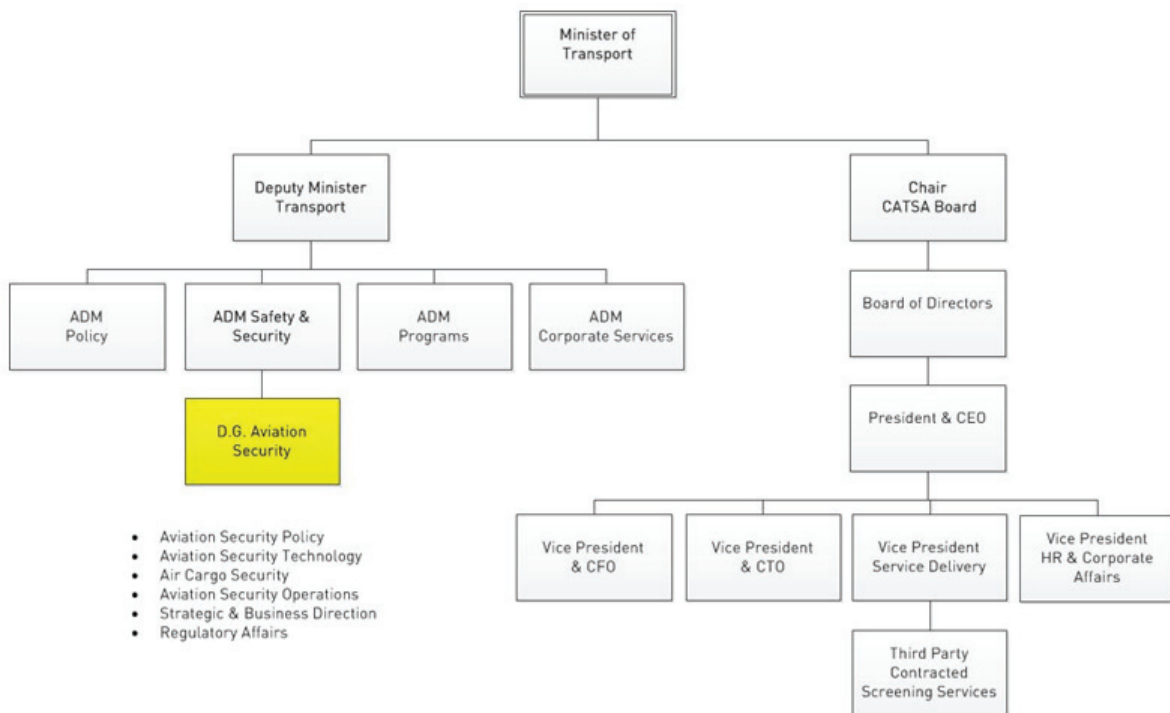 Minister of
Transport
Deputy Minister
Transport
Chair
CATSA Board
ADM
Policy
ADM Safety &
Security
ADM
Programs
ADM
Corporate Services
Board of Directors
D.G. Aviation
Security
President & CEO
• Aviation Security Policy
• Aviation Security Technology
• Air Cargo Security
• Aviation Security Operations
• Strategic & Business Direction
• Regulatory Affairs
Vice President
& CFO
Vice President
& CTO
Vice President
Service Delivery
Vice President
HR & Corporate
Affairs
Third Party
Contracted
Screening Services